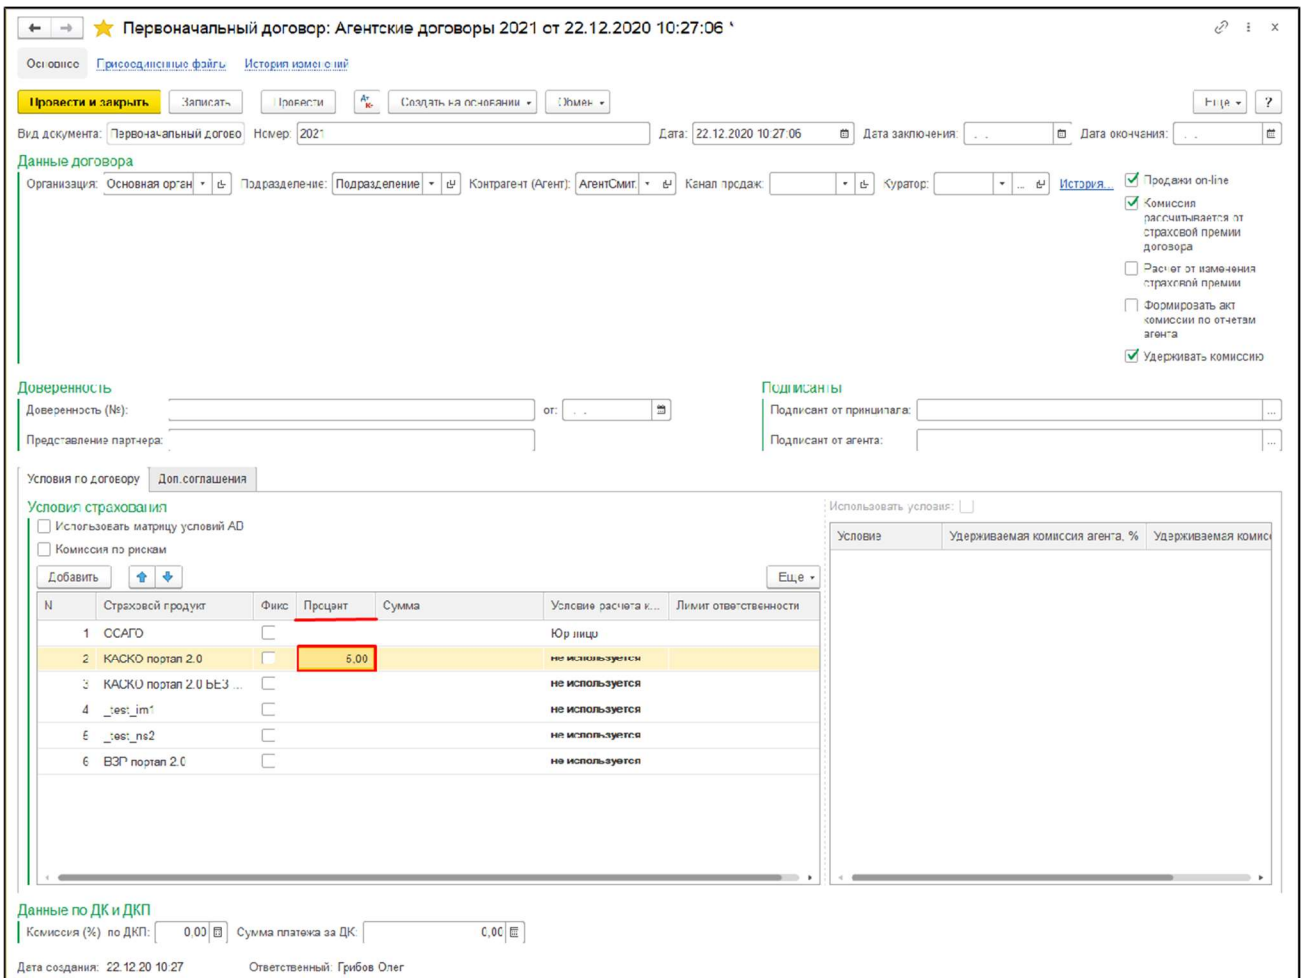 Первоначальный договор: Агентские договоры 2021 от 22.12.2020 10:27:06 *
Основное Присоединенные файлы История изменений
Провести и закрыть Записать Провести Создать на основании Обмен Еще ?
Вид документа: Первоначальный догово Номер: 2021 Дата: 22.12.2020 10:27:06 Дата заключения: . . Дата окончания: . .
Данные договора
Организация: Основная орган Подразделение: Подразделение Контрагент (Агент): АгентСмит Канал продаж: Куратор: ... История...
Продажи on-line
Комиссия
рассчитывается от
страховой премии
договора
Расчет от изменения
страховой премии
Формировать акт
комиссии по отчетам
агента
Удерживать комиссию
Доверенность
Доверенность (№): от: . .
Представление партнера:
Подписанты
Подписант от принципала: ...
Подписант от агента: ...
Условия по договору Доп.соглашения
Условия страхования
Использовать матрицу условий АВ
Комиссия по рискам
Добавить Еще
N Страховой продукт Фикс Процент Сумма Условие расчета к... Лимит ответственности
1 ОСАГО Юр лицо
2 КАСКО портал 2.0 5,00 не используется
3 КАСКО портал 2.0 БЕЗ ... не используется
4 _test_im1 не используется
5 _test_ns2 не используется
6 ВЗР портал 2.0 не используется
Использовать условия:
Условие Удерживаемая комиссия агента, % Удерживаемая комисс
Данные по ДК и ДКП
Комиссия (%) по ДКП: 0,00 Сумма платежа за ДК: 0,00
Дата создания: 22.12.20 10:27 Ответственный: Грибов Олег